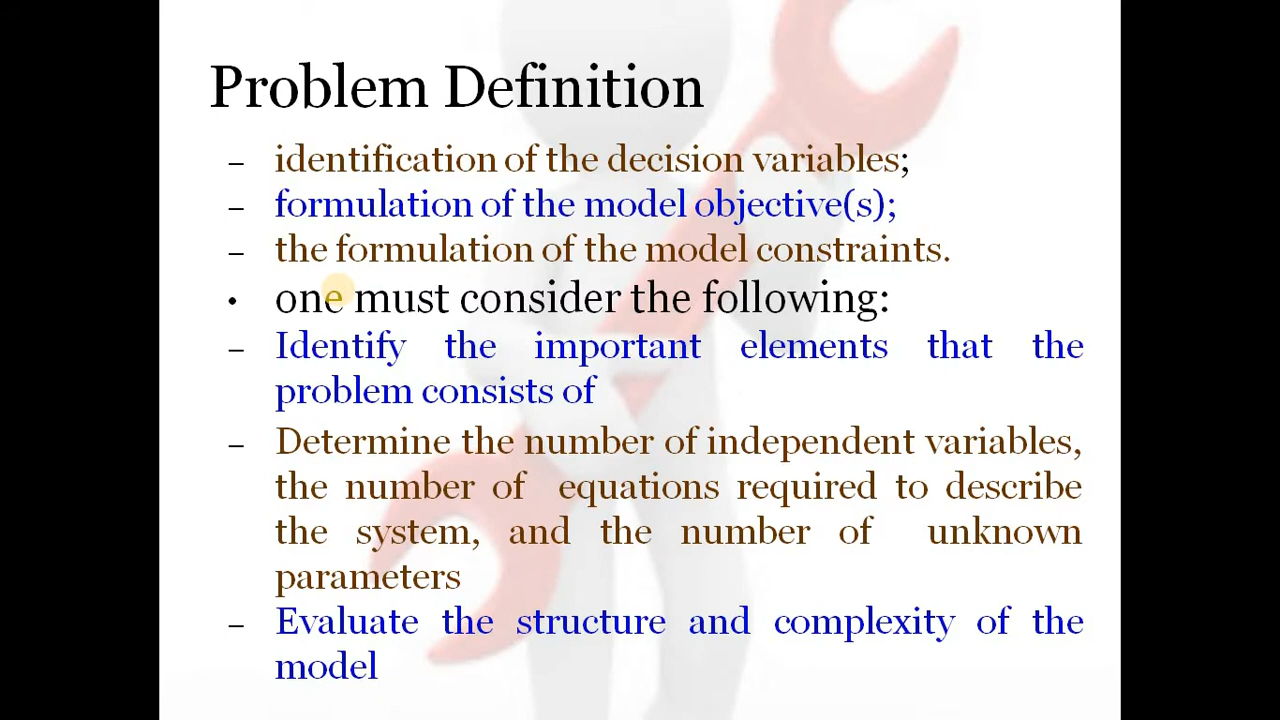 Problem Definition
– identification of the decision variables;
– formulation of the model objective(s);
– the formulation of the model constraints.
• one must consider the following:
– Identify the important elements that the
problem consists of
– Determine the number of independent variables,
the number of equations required to describe
the system, and the number of unknown
parameters
– Evaluate the structure and complexity of the
model